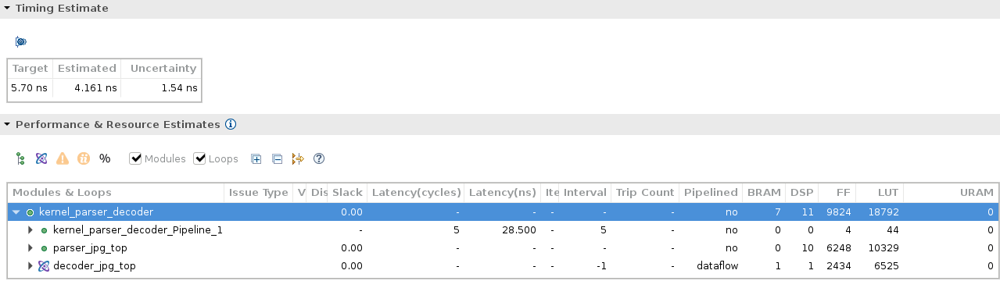 Timing Estimate
Target Estimated Uncertainty
5.70 ns 4.161 ns 1.54 ns
Performance & Resource Estimates
% Modules Loops
Modules & Loops Issue Type V Dis Slack Latency(cycles) Latency(ns) Ite Interval Trip Count Pipelined BRAM DSP FF LUT URAM
kernel_parser_decoder 0.00 - - - - - no 7 11 9824 18792 0
kernel_parser_decoder_Pipeline_1 - 5 28.500 - 5 - no 0 0 4 44 0
parser_jpg_top 0.00 - - - - - no 0 10 6248 10329 0
decoder_jpg_top 0.00 - - - -1 - dataflow 1 1 2434 6525 0